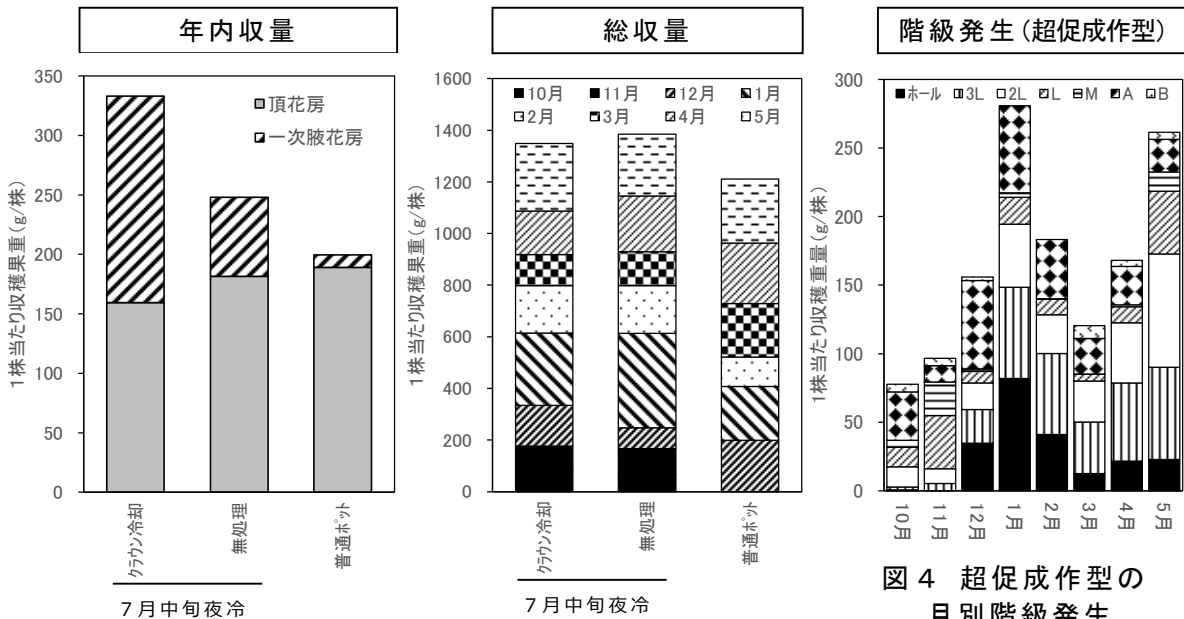 年内収量
350
300
250
200
150
100
50
0
1株当たり収穫果重(g/株)
頂花房
一次腋花房
クラウン冷却
無処理
普通ポット
7月中旬夜冷
総収量
1600
1400
1200
1000
800
600
400
200
0
1株当たり収穫果重(g/株)
10月 11月 12月 1月
2月 3月 4月 5月
クラウン冷却
無処理
普通ポット
7月中旬夜冷
階級発生(超促成作型)
300
250
200
150
100
50
0
1株当たり収穫重量(g/株)
ホール 3L 2L L M A B
10月
11月
12月
1月
2月
3月
4月
5月
図4 超促成作型の
月別階級発生